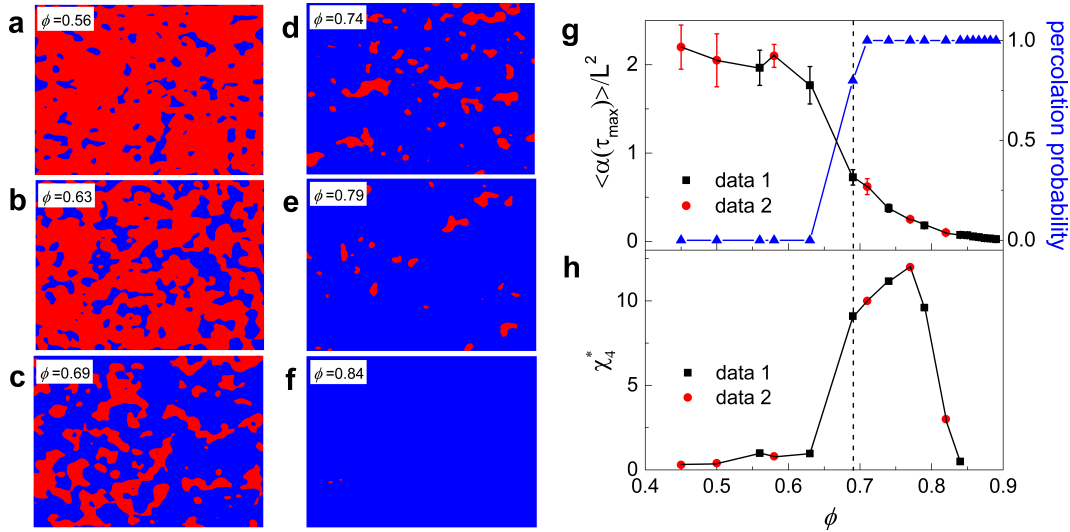 a
ϕ=0.56
b
ϕ=0.63
c
ϕ=0.69
d
ϕ=0.74
e
ϕ=0.79
f
ϕ=0.84
g
<α(τmax)>/L²
2
1
0
data 1
data 2
1.0
0.5
0.0
percolation probability
h
χ₄*
10
5
0
data 1
data 2
0.4 0.5 0.6 0.7 0.8 0.9
ϕ